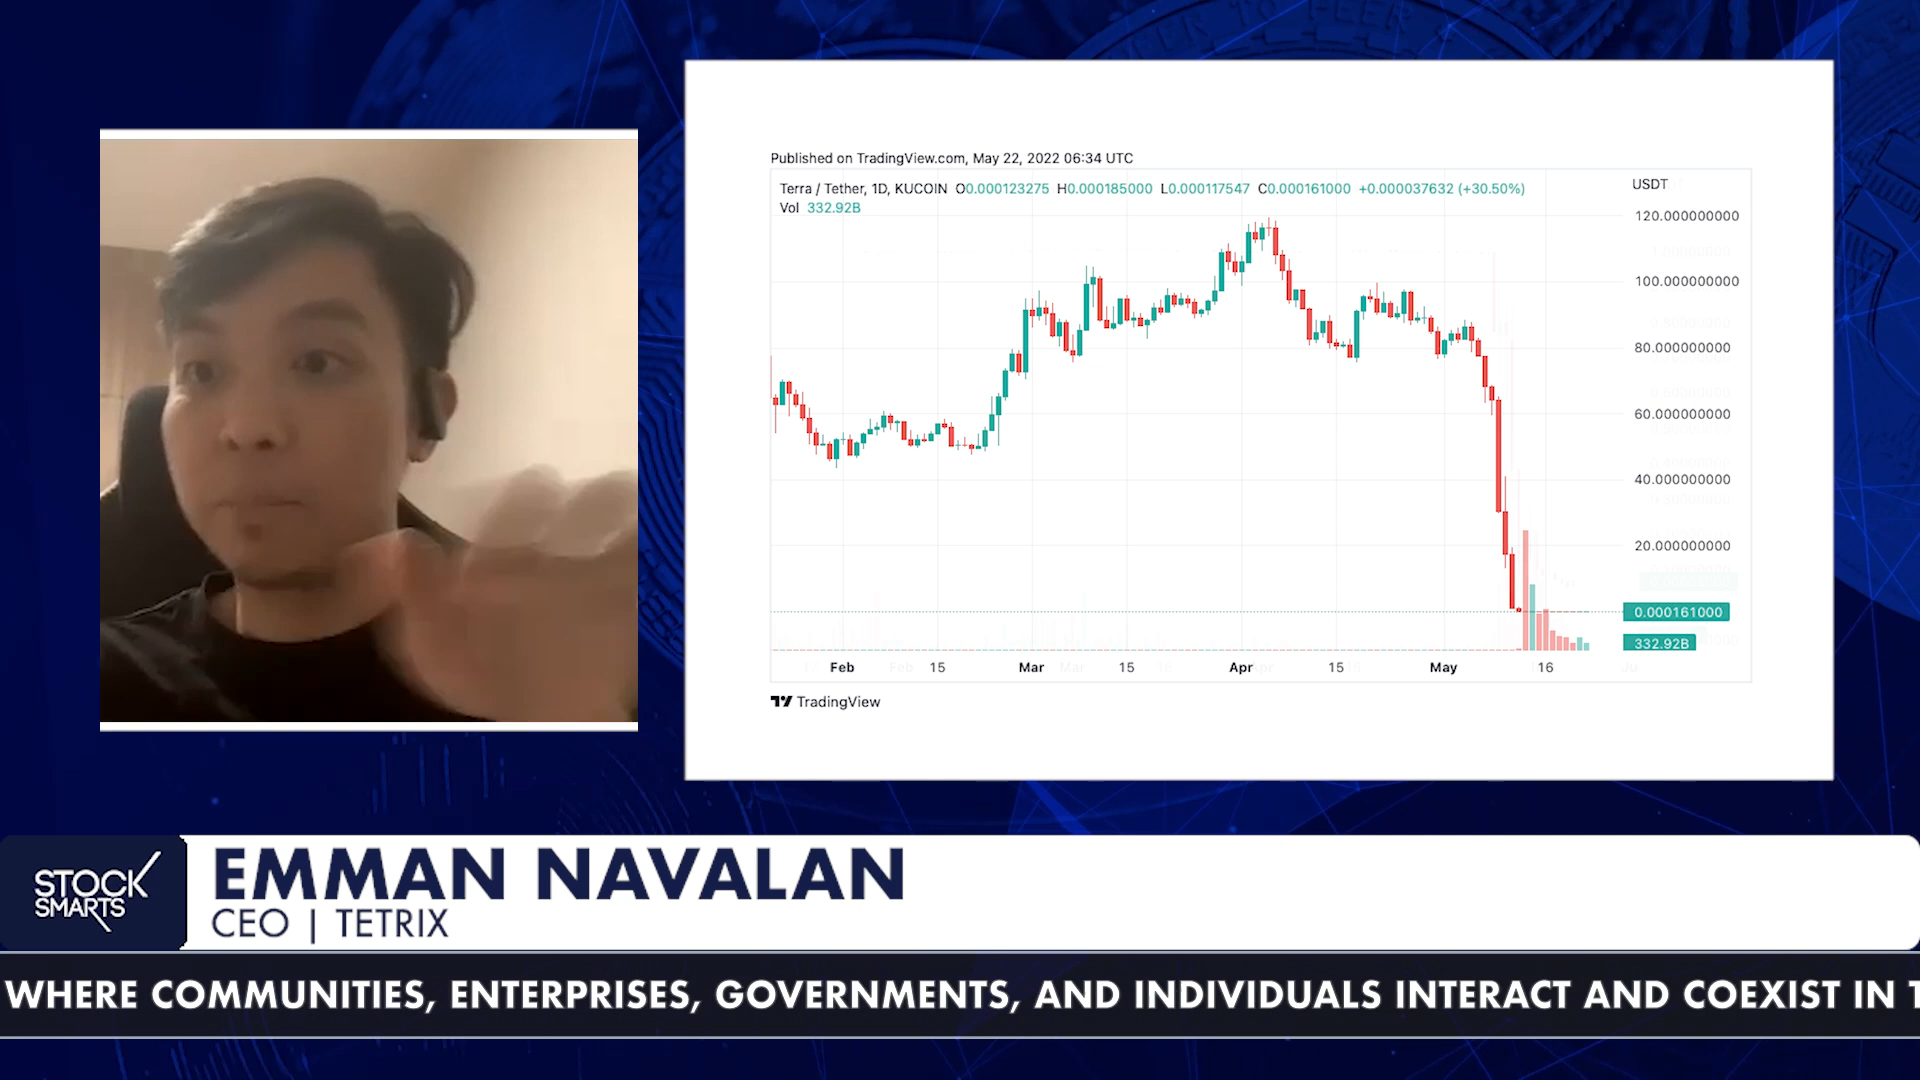 Published on TradingView.com, May 22, 2022 06:34 UTC
Terra / Tether, 1D, KUCOIN O0.000123275 H0.000185000 L0.000117547 C0.000161000 +0.000037632 (+30.50%)
Vol 332.92B
USDT
120.000000000
100.000000000
80.000000000
60.000000000
40.000000000
20.000000000
0.000161000
332.92B
Feb 15 Mar 15 Apr 15 May 16
TradingView
STOCK
SMARTS
EMMAN NAVALAN
CEO | TETRIX
WHERE COMMUNITIES, ENTERPRISES, GOVERNMENTS, AND INDIVIDUALS INTERACT AND COEXIST IN